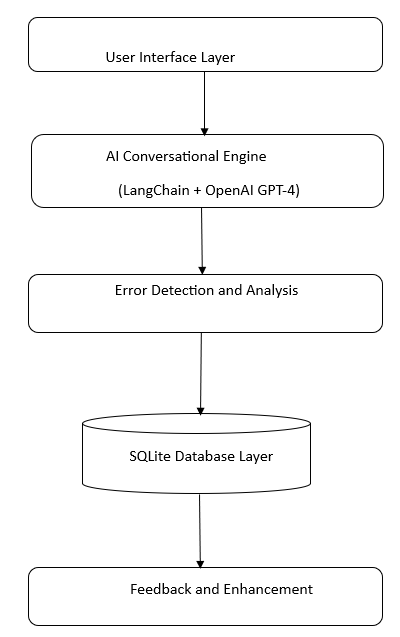 User Interface Layer
AI Conversational Engine
(LangChain + OpenAI GPT-4)
Error Detection and Analysis
SQLite Database Layer
Feedback and Enhancement